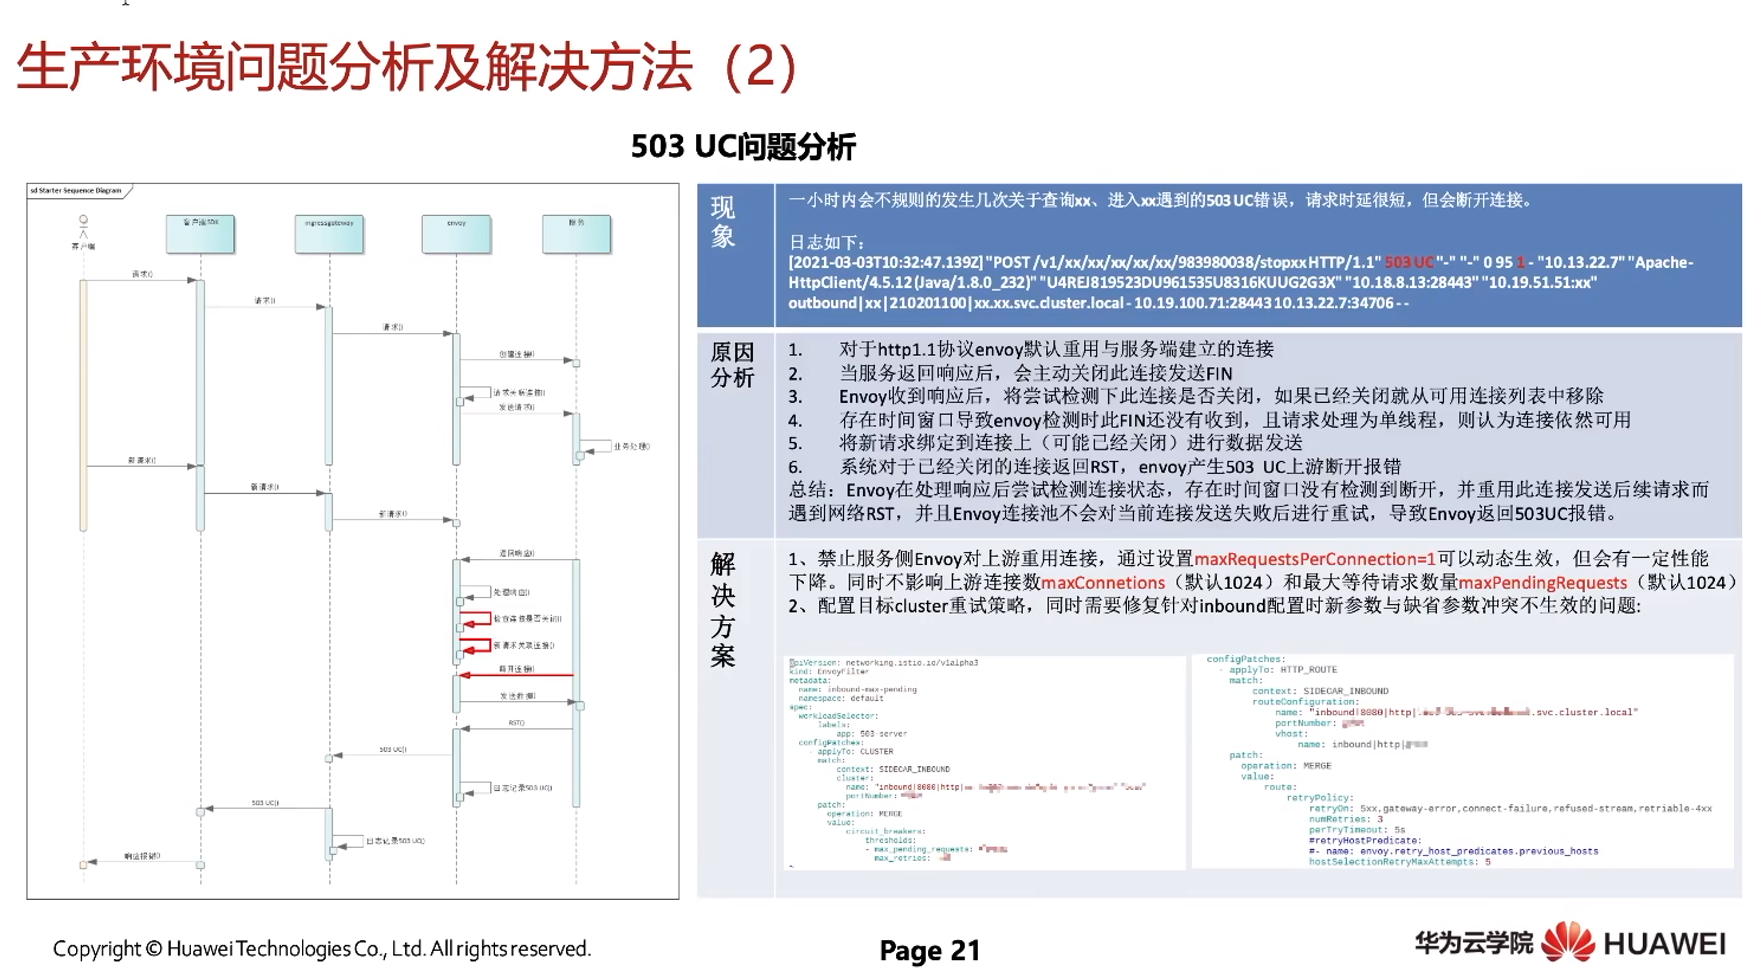 生产环境问题分析及解决方法（2）
503 UC问题分析
sd Starter Sequence Diagram
客户端
客户端SDK
ingressgateway
envoy
服务
请求()
请求()
请求()
创建连接()
请求关联连接()
发送请求()
业务处理()
新请求()
新请求()
新请求()
返回响应()
处理响应()
检查连接是否关闭()
新请求关联连接()
断开连接()
发送数据()
RST()
503 UC()
日志记录503 UC()
503 UC()
日志记录503 UC()
响应报错()
现象
一小时内会不规则的发生几次关于查询xx、进入xx遇到的503 UC错误，请求时延很短，但会断开连接。
日志如下：
[2021-03-03T10:32:47.139Z] "POST /v1/xx/xx/xx/xx/xx/983980038/stopxx HTTP/1.1" 503 UC "-" "-" 0 95 1 - "10.13.22.7" "Apache-
HttpClient/4.5.12 (Java/1.8.0_232)" "U4REJ819523DU961535U8316KUUG2G3X" "10.18.8.13:28443" "10.19.51.51:xx"
outbound|xx|210201100|xx.xx.svc.cluster.local - 10.19.100.71:28443 10.13.22.7:34706 - -
原因
分析
1. 对于http1.1协议envoy默认重用与服务端建立的连接
2. 当服务返回响应后，会主动关闭此连接发送FIN
3. Envoy收到响应后，将尝试检测下此连接是否关闭，如果已经关闭就从可用连接列表中移除
4. 存在时间窗口导致envoy检测时此FIN还没有收到，且请求处理为单线程，则认为连接依然可用
5. 将新请求绑定到连接上（可能已经关闭）进行数据发送
6. 系统对于已经关闭的连接返回RST，envoy产生503 UC上游断开报错
总结：Envoy在处理响应后尝试检测连接状态，存在时间窗口没有检测到断开，并重用此连接发送后续请求而
遇到网络RST，并且Envoy连接池不会对当前连接发送失败后进行重试，导致Envoy返回503UC报错。
解决方案
1、禁止服务侧Envoy对上游重用连接，通过设置maxRequestsPerConnection=1可以动态生效，但会有一定性能
下降。同时不影响上游连接数maxConnetions（默认1024）和最大等待请求数量maxPendingRequests（默认1024）
2、配置目标cluster重试策略，同时需要修复针对inbound配置时新参数与缺省参数冲突不生效的问题:
apiVersion: networking.istio.io/v1alpha3
kind: EnvoyFilter
metadata:
name: inbound-max-pending
namespace: default
spec:
workloadSelector:
labels:
app: 503-server
configPatches:
- applyTo: CLUSTER
match:
context: SIDECAR_INBOUND
cluster:
name: "inbound|8080|http|
portNumber:
patch:
operation: MERGE
value:
circuit_breakers:
thresholds:
- max_pending_requests:
max_retries:
configPatches:
- applyTo: HTTP_ROUTE
match:
context: SIDECAR_INBOUND
routeConfiguration:
name: "inbound|8080|http| .svc.cluster.local"
portNumber:
vhost:
name: inbound|http|
patch:
operation: MERGE
value:
route:
retryPolicy:
retryOn: 5xx,gateway-error,connect-failure,refused-stream,retriable-4xx
numRetries: 3
perTryTimeout: 5s
#retryHostPredicate:
#- name: envoy.retry_host_predicates.previous_hosts
hostSelectionRetryMaxAttempts: 5
Copyright © Huawei Technologies Co., Ltd. All rights reserved.
Page 21
华为云学院 HUAWEI